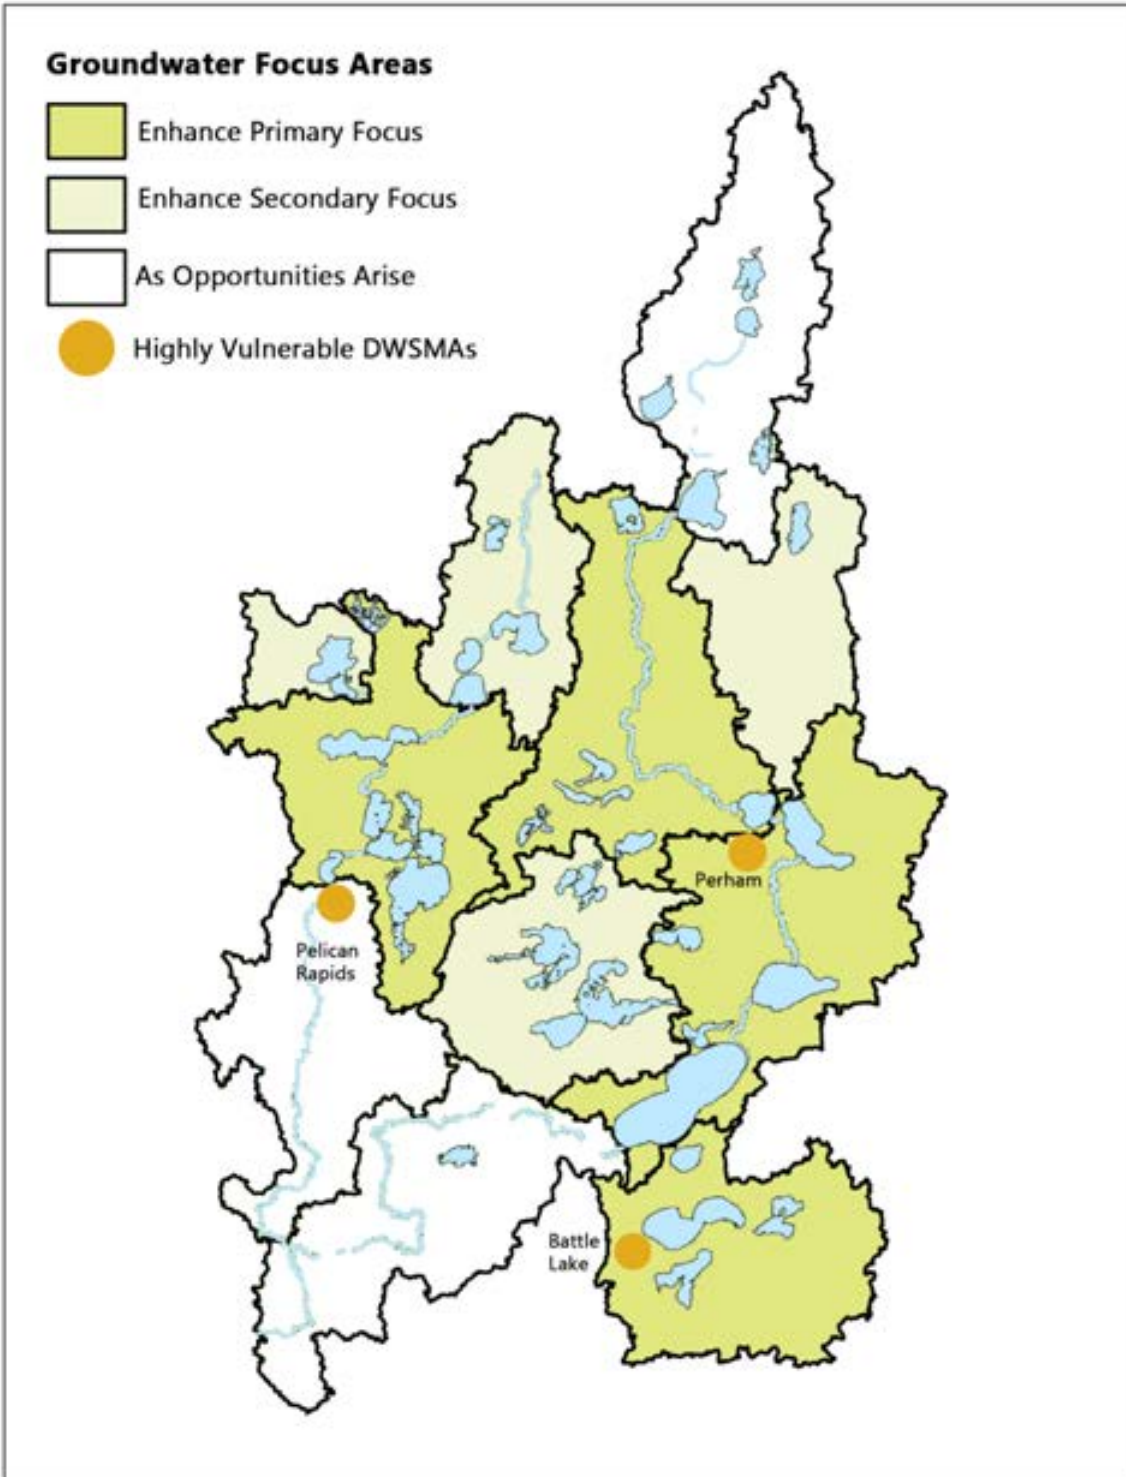 Groundwater Focus Areas
Enhance Primary Focus
Enhance Secondary Focus
As Opportunities Arise
Highly Vulnerable DWSMAs
Perham
Pelican
Rapids
Battle
Lake